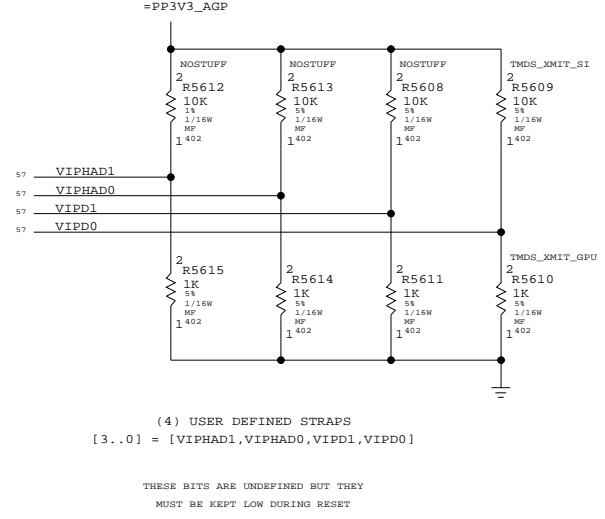 =PP3V3_AGP
NOSTUFF NOSTUFF NOSTUFF TMDS_XMIT_SI
2 2 2 2
R5612 R5613 R5608 R5609
10K 10K 10K 10K
1% 5% 5% 5%
1/16W 1/16W 1/16W 1/16W
MF MF MF MF
1 402 1 402 1 402 1 402
57 VIPHAD1
57 VIPHAD0
57 VIPD1
57 VIPD0
TMDS_XMIT_GPU
2 2 2 2
R5615 R5614 R5611 R5610
1K 1K 1K 1K
5% 5% 5% 5%
1/16W 1/16W 1/16W 1/16W
MF MF MF MF
1 402 1 402 1 402 1 402
(4) USER DEFINED STRAPS
[3..0] = [VIPHAD1,VIPHAD0,VIPD1,VIPD0]
THESE BITS ARE UNDEFINED BUT THEY
MUST BE KEPT LOW DURING RESET